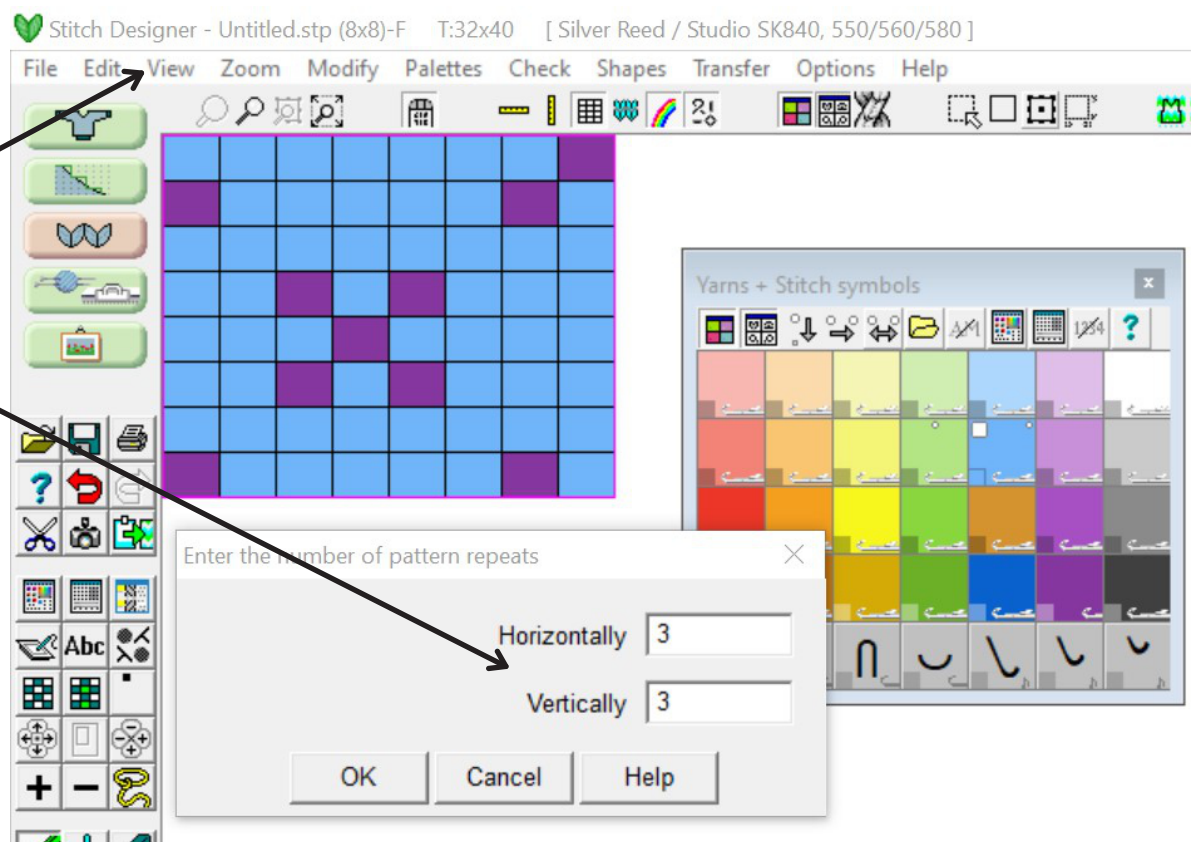 Stitch Designer - Untitled.stp (8x8)-F T:32x40 [ Silver Reed / Studio SK840, 550/560/580 ]
File Edit View Zoom Modify Palettes Check Shapes Transfer Options Help
Yarns + Stitch symbols
1234
Abc
Enter the number of pattern repeats
Horizontally 3
Vertically 3
OK Cancel Help